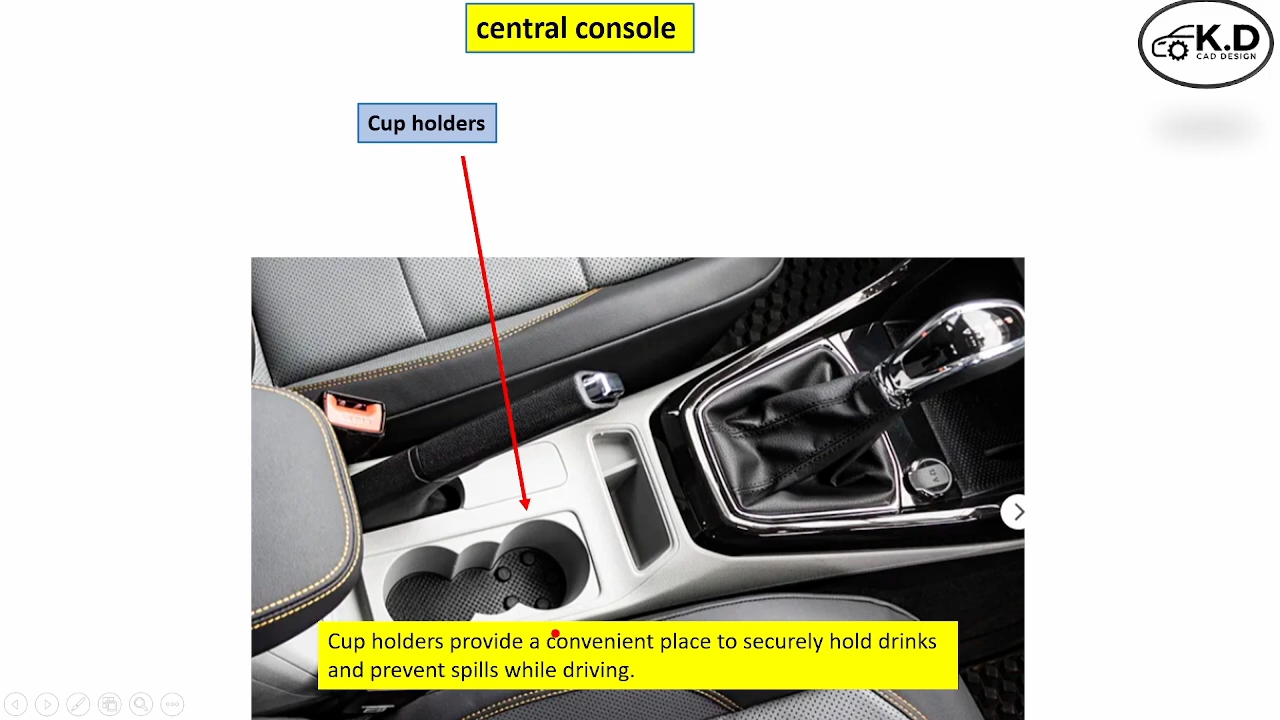 central console
K.D
CAD DESIGN
Cup holders
Cup holders provide a convenient place to securely hold drinks
and prevent spills while driving.